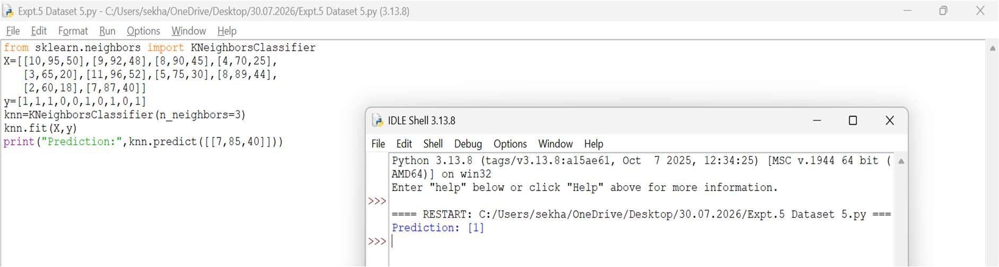 Expt.5 Dataset 5.py - C:/Users/sekha/OneDrive/Desktop/30.07.2026/Expt.5 Dataset 5.py (3.13.8)
File Edit Format Run Options Window Help
from sklearn.neighbors import KNeighborsClassifier
X=[[10,95,50],[9,92,48],[8,90,45],[4,70,25],
   [3,65,20],[11,96,52],[5,75,30],[8,89,44],
   [2,60,18],[7,87,40]]
y=[1,1,1,0,0,1,0,1,0,1]
knn=KNeighborsClassifier(n_neighbors=3)
knn.fit(X,y)
print("Prediction:",knn.predict([[7,85,40]]))
IDLE Shell 3.13.8
File Edit Shell Debug Options Window Help
Python 3.13.8 (tags/v3.13.8:a15ae61, Oct  7 2025, 12:34:25) [MSC v.1944 64 bit (
AMD64)] on win32
Enter "help" below or click "Help" above for more information.
>>>
==== RESTART: C:/Users/sekha/OneDrive/Desktop/30.07.2026/Expt.5 Dataset 5.py ===
Prediction: [1]
>>>